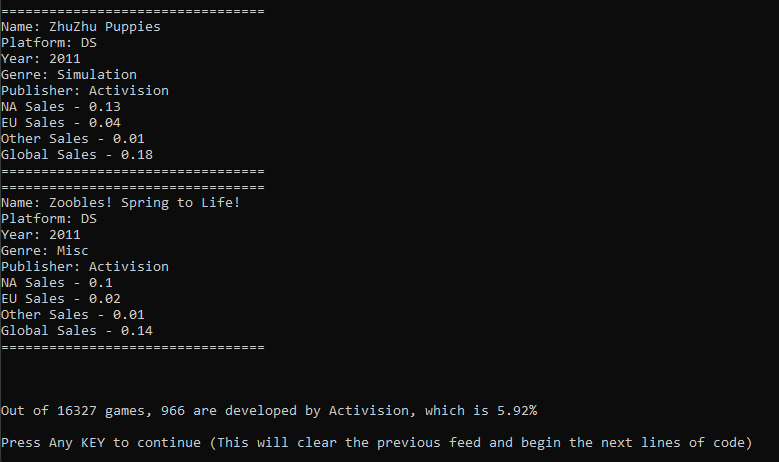 =================================
Name: ZhuZhu Puppies
Platform: DS
Year: 2011
Genre: Simulation
Publisher: Activision
NA Sales - 0.13
EU Sales - 0.04
Other Sales - 0.01
Global Sales - 0.18
=================================
=================================
Name: Zoobles! Spring to Life!
Platform: DS
Year: 2011
Genre: Misc
Publisher: Activision
NA Sales - 0.1
EU Sales - 0.02
Other Sales - 0.01
Global Sales - 0.14
=================================
Out of 16327 games, 966 are developed by Activision, which is 5.92%
Press Any KEY to continue (This will clear the previous feed and begin the next lines of code)